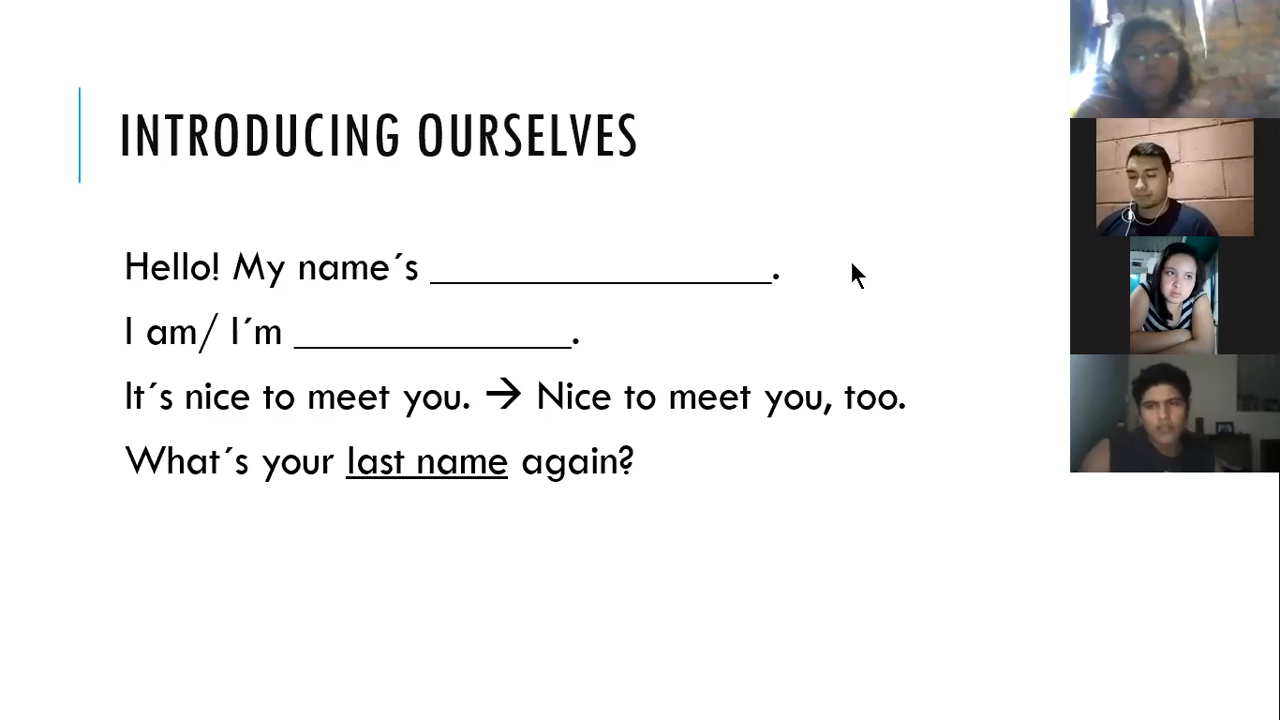 INTRODUCING OURSELVES
Hello! My name´s ________________.
I am/ I´m _____________.
It´s nice to meet you. → Nice to meet you, too.
What´s your last name again?